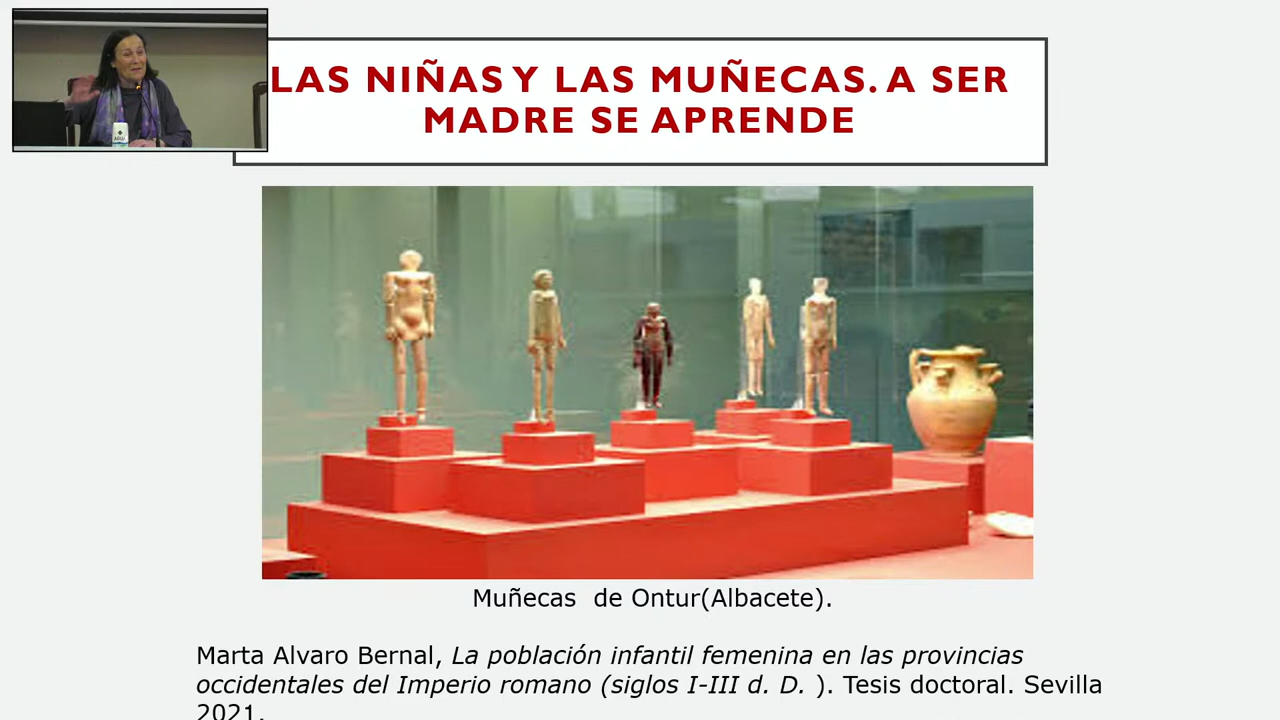 LAS NIÑAS Y LAS MUÑECAS. A SER
MADRE SE APRENDE
Muñecas de Ontur(Albacete).
Marta Alvaro Bernal, La población infantil femenina en las provincias
occidentales del Imperio romano (siglos I-III d. D. ). Tesis doctoral. Sevilla
2021.